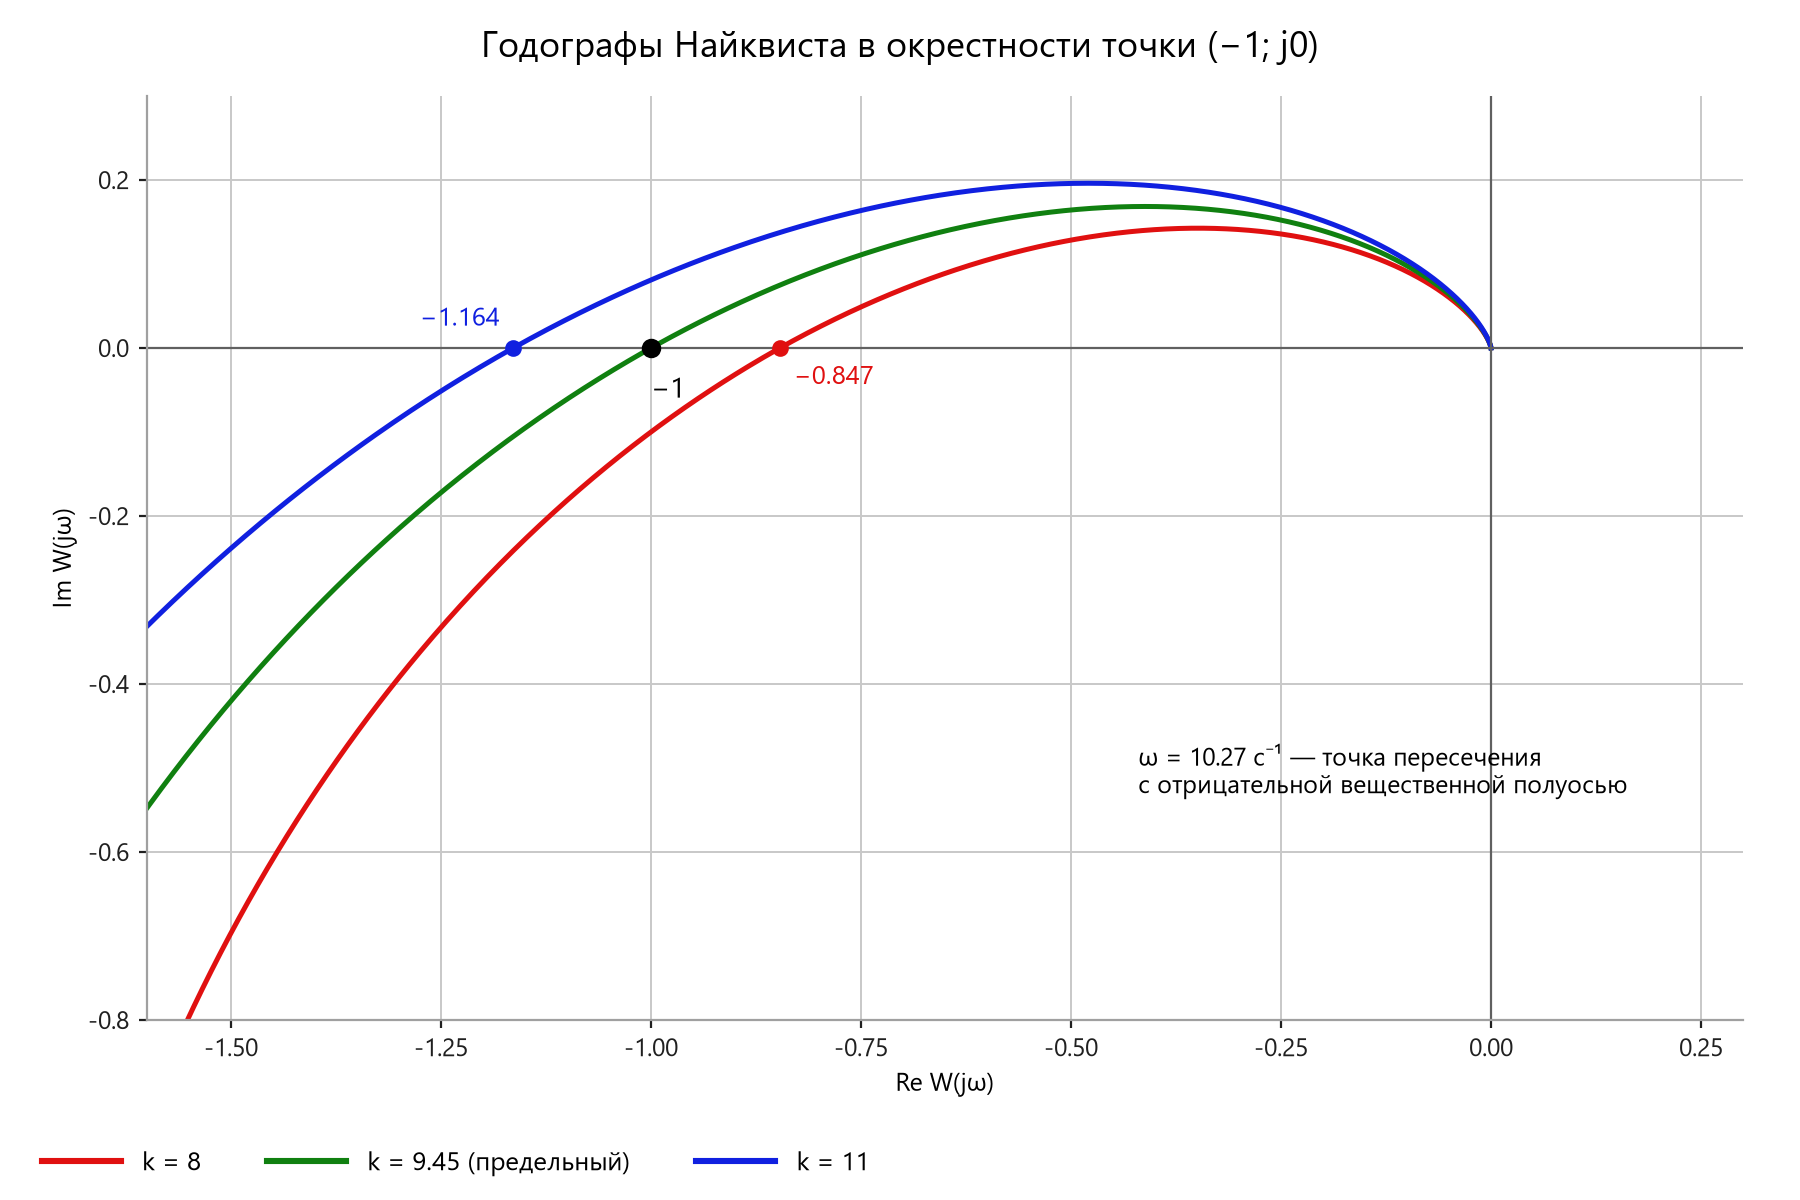 Годографы Найквиста в окрестности точки (−1; j0)
0.2
0.0
-0.2
-0.4
-0.6
-0.8
Im W(jω)
−1.164
−1
−0.847
ω = 10.27 с⁻¹ — точка пересечения
с отрицательной вещественной полуосью
-1.50 -1.25 -1.00 -0.75 -0.50 -0.25 0.00 0.25
Re W(jω)
k = 8 k = 9.45 (предельный) k = 11